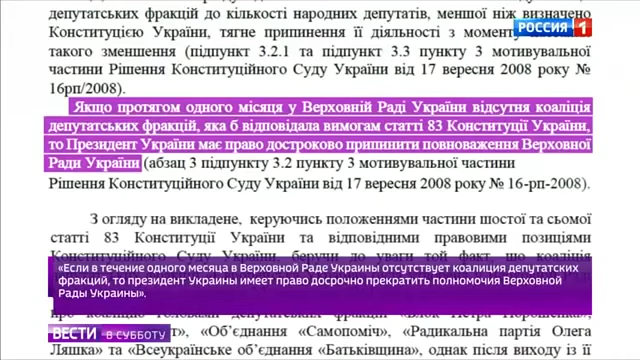 депутатських фракцій до кількості народних депутатів, меншої ніж визначено
Конституцією України, тягне припинення її діяльності з моменту
такого зменшення (підпункт 3.2.1 та підпункт 3.3 пункту 3 мотивувальної
частини Рішення Конституційного Суду України від 17 вересня 2008 року №
16рп/2008).
РОССИЯ 1
Якщо протягом одного місяця у Верховній Раді України відсутня коаліція
депутатських фракцій, яка б відповідала вимогам статті 83 Конституції України,
то Президент України має право достроково припинити повноваження Верховної
Ради України (абзац 3 підпункту 3.2 пункту 3 мотивувальної частини
Рішення Конституційного Суду України від 17 вересня 2008 року № 16-рп-2008).
З огляду на викладене, керуючись положеннями частини шостої та сьомої
статті 83 Конституції України та відповідними правовими позиціями
Конституційного Суду України, беручи до уваги той факт, що коаліція
«Если в течение одного месяца в Верховной Раде Украины отсутствует коалиция депутатских
фракций, то президент Украины имеет право досрочно прекратить полномочия Верховной
Рады Украины».
ВЕСТИ В СУББОТУ
«Об'єднання «Самопоміч», «Радикальна партія Олега
Ляшка» та «Всеукраїнське об'єднання «Батьківщина», однак після виходу із її